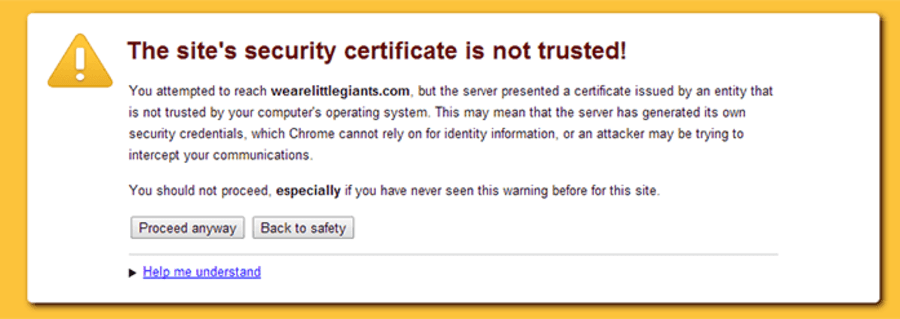 The site's security certificate is not trusted!
You attempted to reach wearelittlegiants.com, but the server presented a certificate issued by an entity that
is not trusted by your computer's operating system. This may mean that the server has generated its own
security credentials, which Chrome cannot rely on for identity information, or an attacker may be trying to
intercept your communications.
You should not proceed, especially if you have never seen this warning before for this site.
Proceed anyway Back to safety
Help me understand